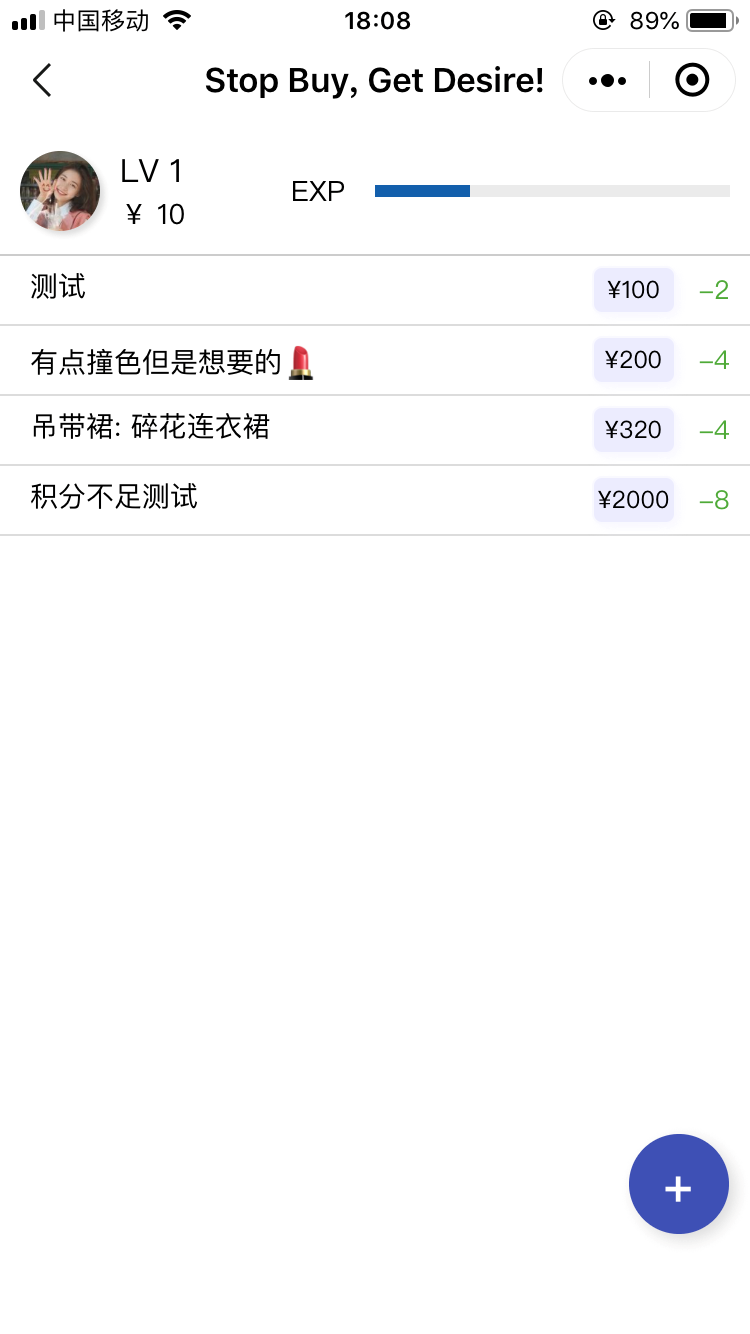 中国移动 18:08 89%
Stop Buy, Get Desire!
LV 1
¥ 10
EXP
测试 ¥100 -2
有点撞色但是想要的💄 ¥200 -4
吊带裙: 碎花连衣裙 ¥320 -4
积分不足测试 ¥2000 -8
+